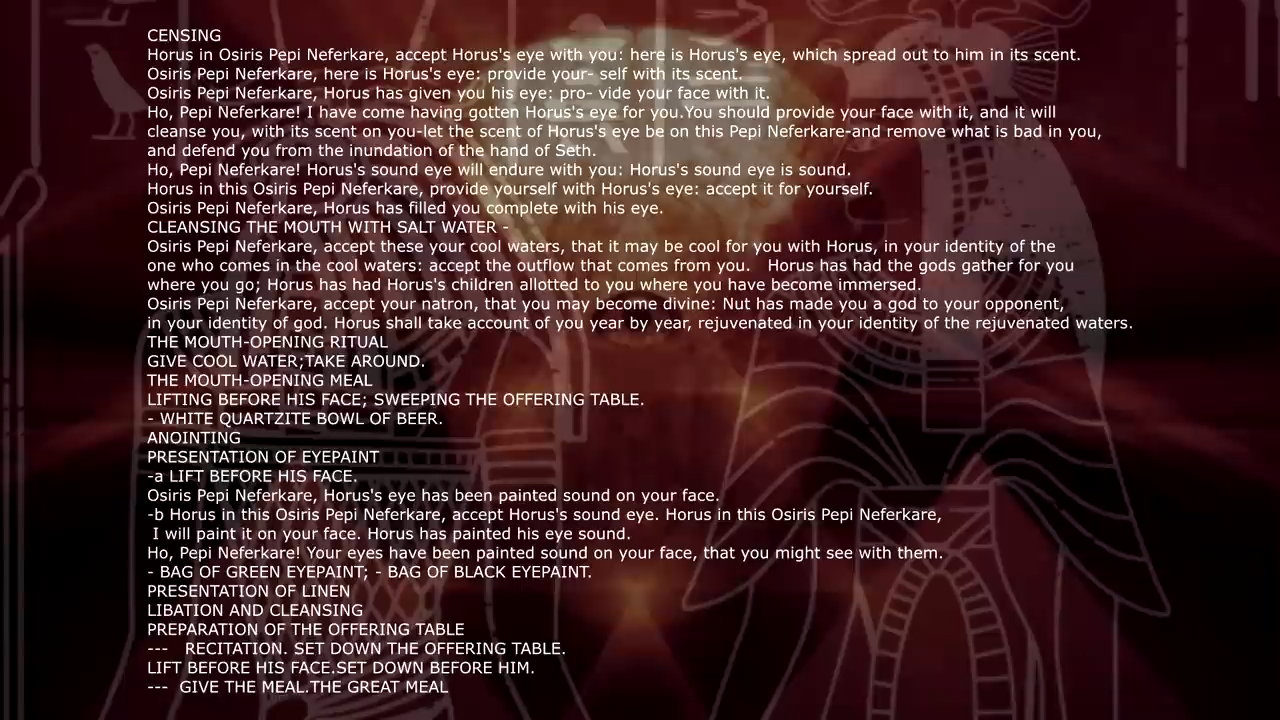 CENSING
Horus in Osiris Pepi Neferkare, accept Horus's eye with you: here is Horus's eye, which spread out to him in its scent.
Osiris Pepi Neferkare, here is Horus's eye: provide your- self with its scent.
Osiris Pepi Neferkare, Horus has given you his eye: pro- vide your face with it.
Ho, Pepi Neferkare! I have come having gotten Horus's eye for you.You should provide your face with it, and it will
cleanse you, with its scent on you-let the scent of Horus's eye be on this Pepi Neferkare-and remove what is bad in you,
and defend you from the inundation of the hand of Seth.
Ho, Pepi Neferkare! Horus's sound eye will endure with you: Horus's sound eye is sound.
Horus in this Osiris Pepi Neferkare, provide yourself with Horus's eye: accept it for yourself.
Osiris Pepi Neferkare, Horus has filled you complete with his eye.
CLEANSING THE MOUTH WITH SALT WATER -
Osiris Pepi Neferkare, accept these your cool waters, that it may be cool for you with Horus, in your identity of the
one who comes in the cool waters: accept the outflow that comes from you.   Horus has had the gods gather for you
where you go; Horus has had Horus's children allotted to you where you have become immersed.
Osiris Pepi Neferkare, accept your natron, that you may become divine: Nut has made you a god to your opponent,
in your identity of god. Horus shall take account of you year by year, rejuvenated in your identity of the rejuvenated waters.
THE MOUTH-OPENING RITUAL
GIVE COOL WATER;TAKE AROUND.
THE MOUTH-OPENING MEAL
LIFTING BEFORE HIS FACE; SWEEPING THE OFFERING TABLE.
- WHITE QUARTZITE BOWL OF BEER.
ANOINTING
PRESENTATION OF EYEPAINT
-a LIFT BEFORE HIS FACE.
Osiris Pepi Neferkare, Horus's eye has been painted sound on your face.
-b Horus in this Osiris Pepi Neferkare, accept Horus's sound eye. Horus in this Osiris Pepi Neferkare,
I will paint it on your face. Horus has painted his eye sound.
Ho, Pepi Neferkare! Your eyes have been painted sound on your face, that you might see with them.
- BAG OF GREEN EYEPAINT; - BAG OF BLACK EYEPAINT.
PRESENTATION OF LINEN
LIBATION AND CLEANSING
PREPARATION OF THE OFFERING TABLE
---   RECITATION. SET DOWN THE OFFERING TABLE.
LIFT BEFORE HIS FACE.SET DOWN BEFORE HIM.
---  GIVE THE MEAL.THE GREAT MEAL